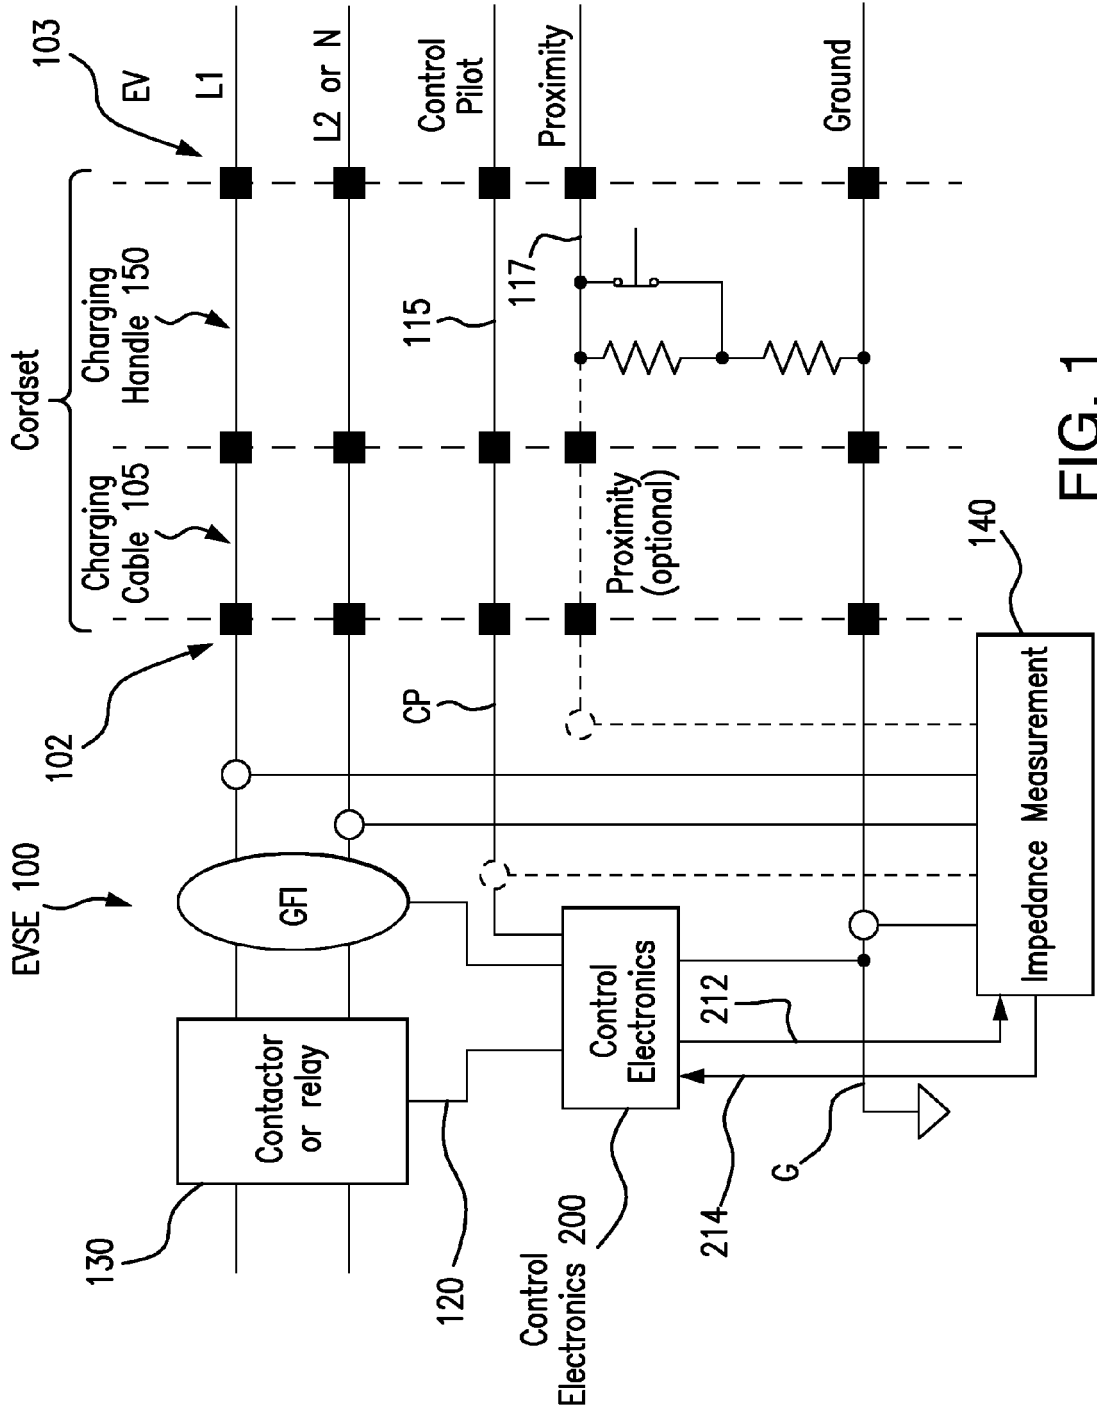 Cordset
EVSE 100
Charging
Cable 105
Charging
Handle 150
103
EV
102
L1
L2 or N
130
Contactor
or relay
GFI
120
CP
115
Control
Pilot
117
Proximity
Proximity
(optional)
Control
Electronics 200
Control
Electronics
214
212
G
Ground
140
Impedance Measurement
FIG. 1